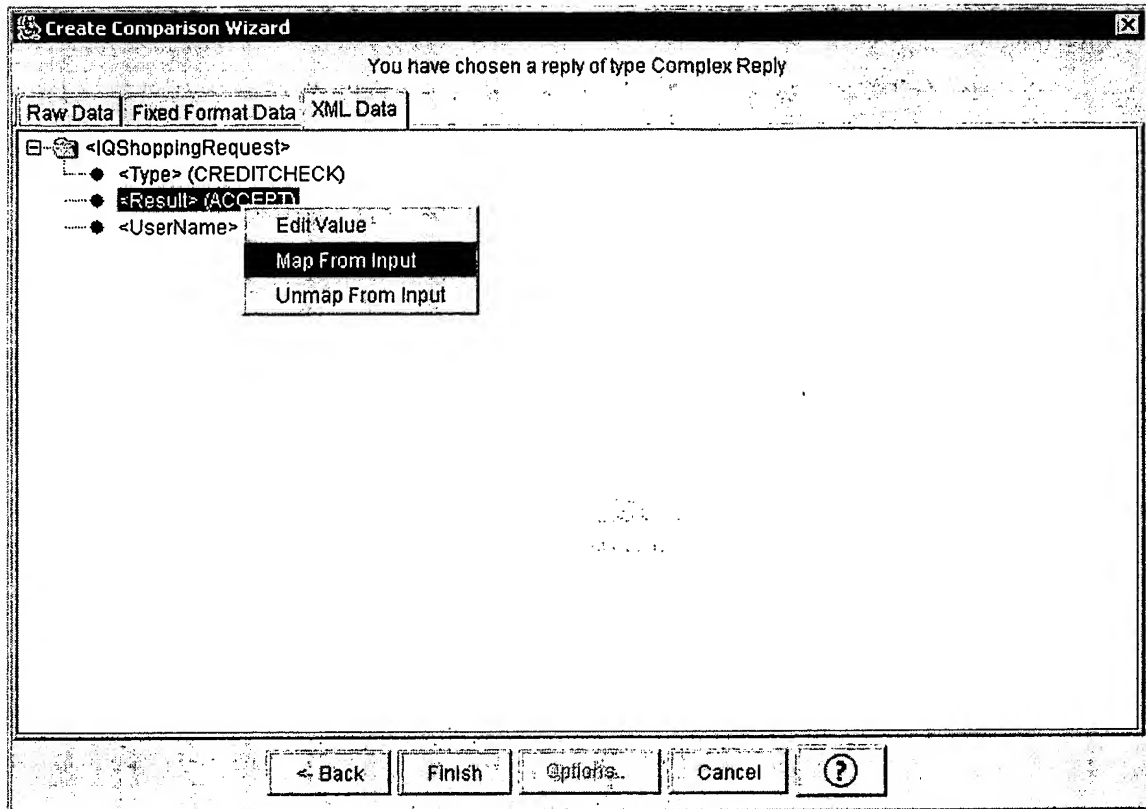 Create Comparison Wizard
You have chosen a reply of type Complex Reply
Raw Data Fixed Format Data XML Data
<IQShoppingRequest>
<Type> (CREDITCHECK)
<Result> (ACCEPT)
<UserName>
Edit Value
Map From Input
Unmap From Input
< Back Finish Options.. Cancel ?